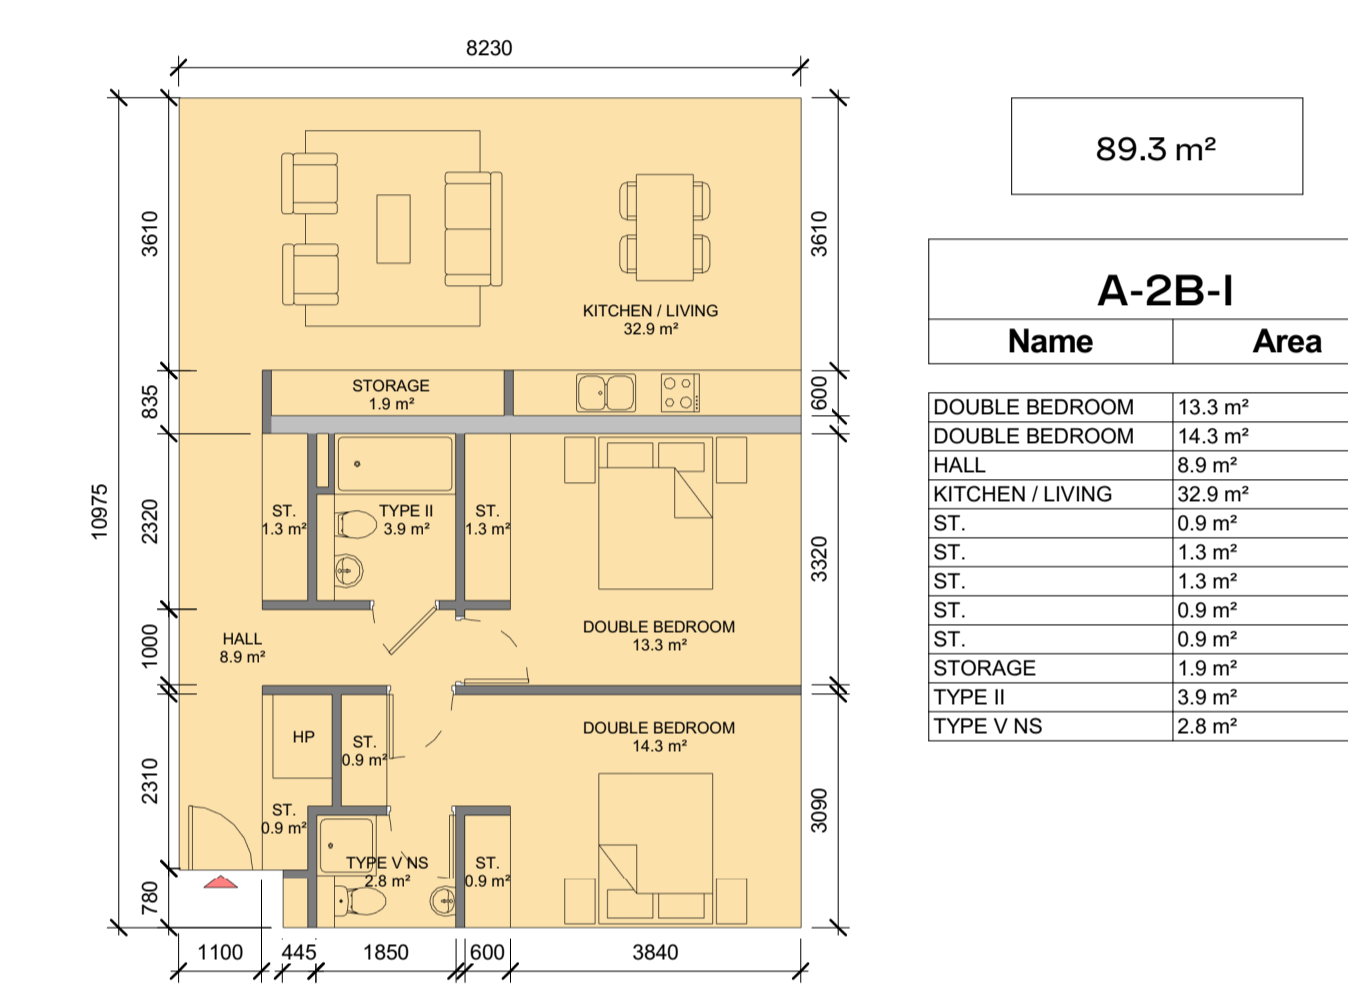 8230
89.3 m²
3610
3610
KITCHEN / LIVING
32.9 m²
A-2B-I
Name Area
835
STORAGE
1.9 m²
600
DOUBLE BEDROOM 13.3 m²
DOUBLE BEDROOM 14.3 m²
HALL 8.9 m²
KITCHEN / LIVING 32.9 m²
ST. 0.9 m²
ST. 1.3 m²
ST. 1.3 m²
ST. 0.9 m²
ST. 0.9 m²
STORAGE 1.9 m²
TYPE II 3.9 m²
TYPE V NS 2.8 m²
10975
2320
ST.
1.3 m²
TYPE II
3.9 m²
ST.
1.3 m²
3320
1000
HALL
8.9 m²
DOUBLE BEDROOM
13.3 m²
HP
ST.
0.9 m²
DOUBLE BEDROOM
14.3 m²
2310
ST.
0.9 m²
3090
TYPE V NS
2.8 m²
ST.
0.9 m²
780
1100 445 1850 600 3840